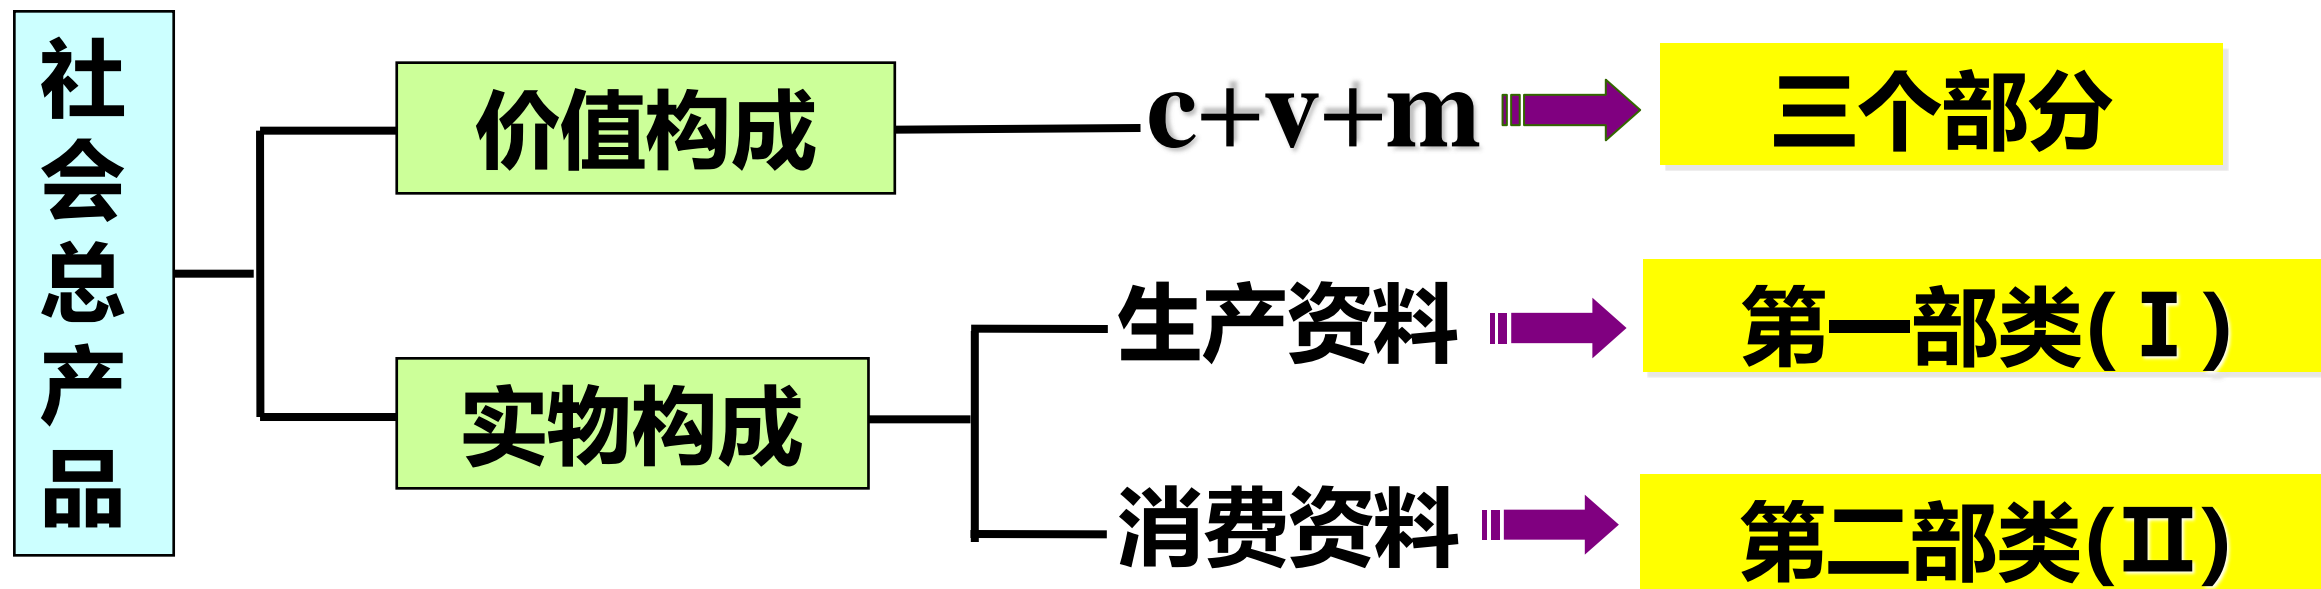 社会总产品
价值构成
c+v+m
三个部分
实物构成
生产资料
第一部类(Ⅰ)
消费资料
第二部类(Ⅱ)